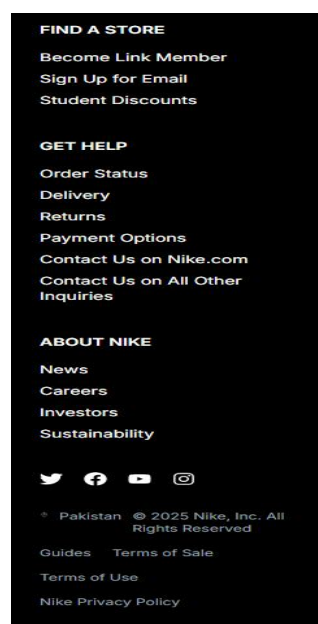 FIND A STORE
Become Link Member
Sign Up for Email
Student Discounts
GET HELP
Order Status
Delivery
Returns
Payment Options
Contact Us on Nike.com
Contact Us on All Other
Inquiries
ABOUT NIKE
News
Careers
Investors
Sustainability
Pakistan © 2025 Nike, Inc. All
Rights Reserved
Guides Terms of Sale
Terms of Use
Nike Privacy Policy